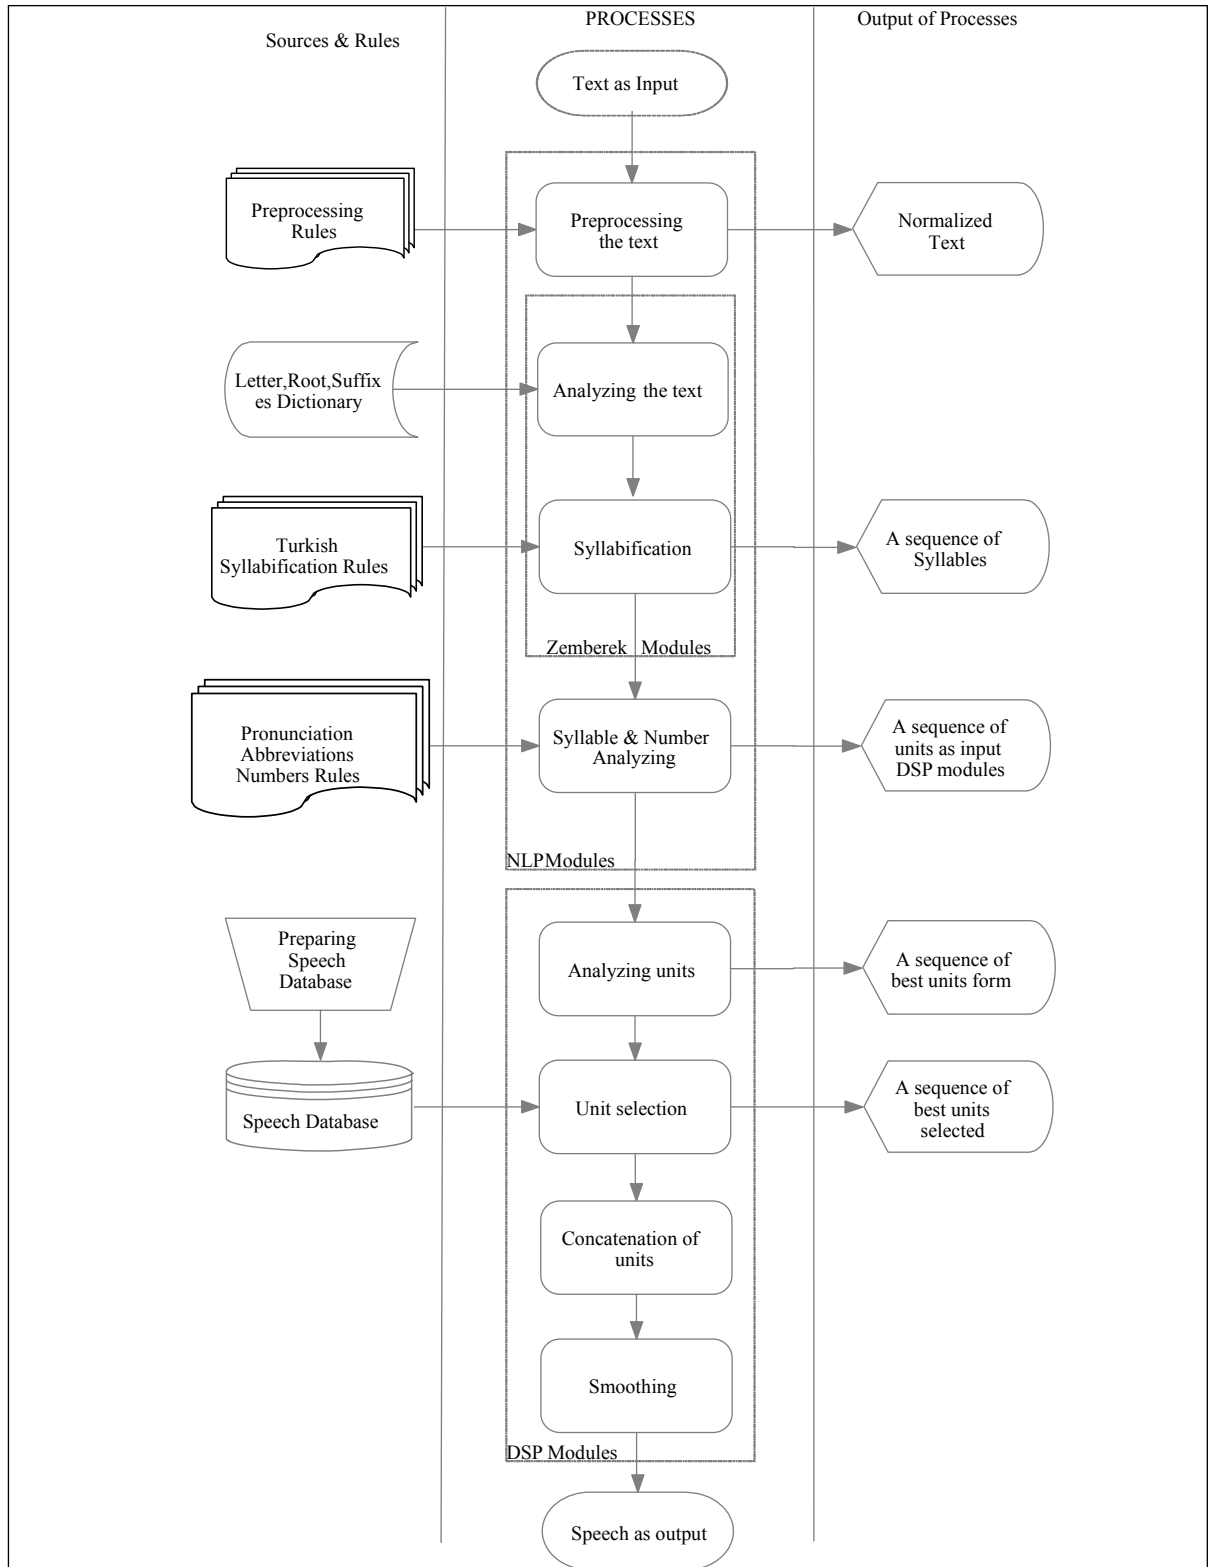 Sources & Rules
PROCESSES
Output of Processes
Text as Input
Preprocessing
Rules
Preprocessing
the text
Normalized
Text
Letter,Root,Suffix
es Dictionary
Analyzing the text
Turkish
Syllabification Rules
Syllabification
A sequence of
Syllables
Zemberek Modules
Pronunciation
Abbreviations
Numbers Rules
Syllable & Number
Analyzing
A sequence of
units as input
DSP modules
NLPModules
Preparing
Speech
Database
Analyzing units
A sequence of
best units form
Speech Database
Unit selection
A sequence of
best units
selected
Concatenation of
units
Smoothing
DSP Modules
Speech as output